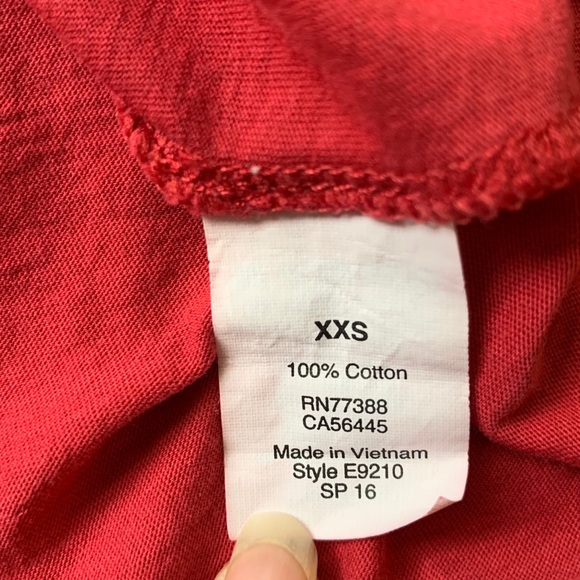 XXS
100% Cotton
RN77388
CA56445
Made in Vietnam
Style E9210
SP 16